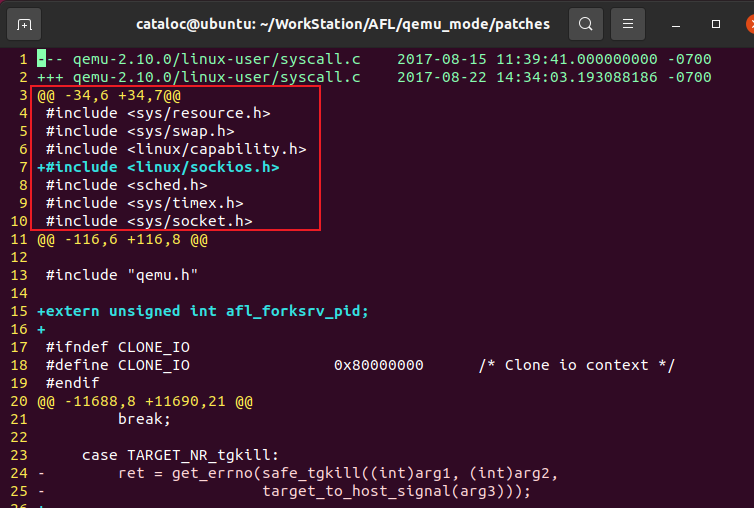 cataloc@ubuntu: ~/WorkStation/AFL/qemu_mode/patches
1 --- qemu-2.10.0/linux-user/syscall.c    2017-08-15 11:39:41.000000000 -0700
2 +++ qemu-2.10.0/linux-user/syscall.c    2017-08-22 14:34:03.193088186 -0700
3 @@ -34,6 +34,7@@
4  #include <sys/resource.h>
5  #include <sys/swap.h>
6  #include <linux/capability.h>
7 +#include <linux/sockios.h>
8  #include <sched.h>
9  #include <sys/timex.h>
10  #include <sys/socket.h>
11 @@ -116,6 +116,8 @@
12
13  #include "qemu.h"
14
15 +extern unsigned int afl_forksrv_pid;
16 +
17  #ifndef CLONE_IO
18  #define CLONE_IO                0x80000000      /* Clone io context */
19  #endif
20 @@ -11688,8 +11690,21 @@
21          break;
22
23      case TARGET_NR_tgkill:
24 -        ret = get_errno(safe_tgkill((int)arg1, (int)arg2,
25 -                        target_to_host_signal(arg3)));